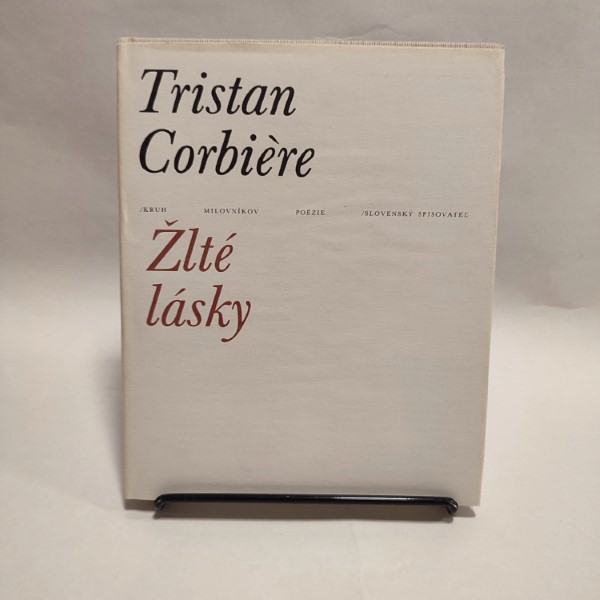 Tristan
Corbière
/KRUH MILOVNÍKOV POÉZIE /SLOVENSKÝ SPISOVATEĽ
Žlté
lásky